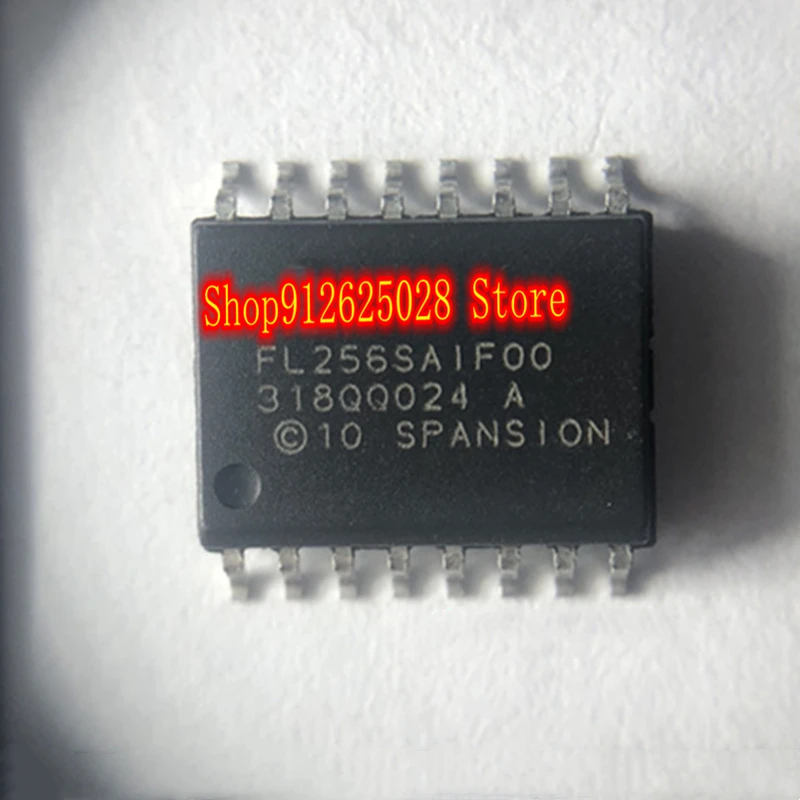 Shop912625028 Store
FL256SAIF00
318QQ024 A
©10 SPANSION